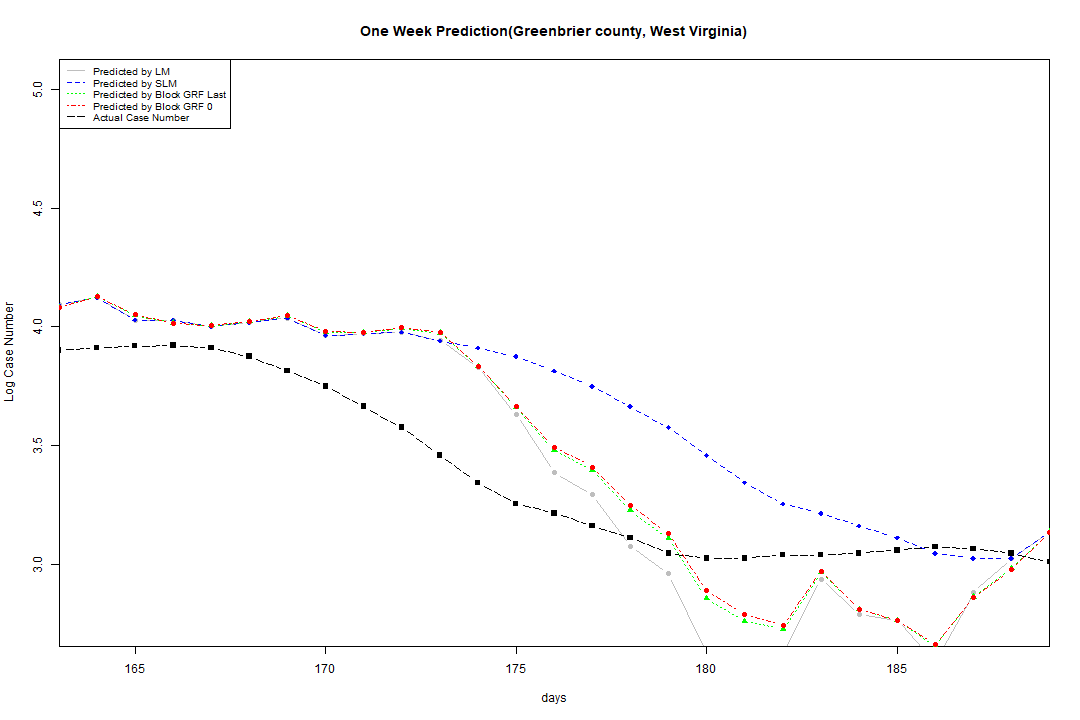 One Week Prediction(Greenbrier county, West Virginia)
Predicted by LM
Predicted by SLM
Predicted by Block GRF Last
Predicted by Block GRF 0
Actual Case Number
5.0
4.5
4.0
3.5
3.0
Log Case Number
165 170 175 180 185
days